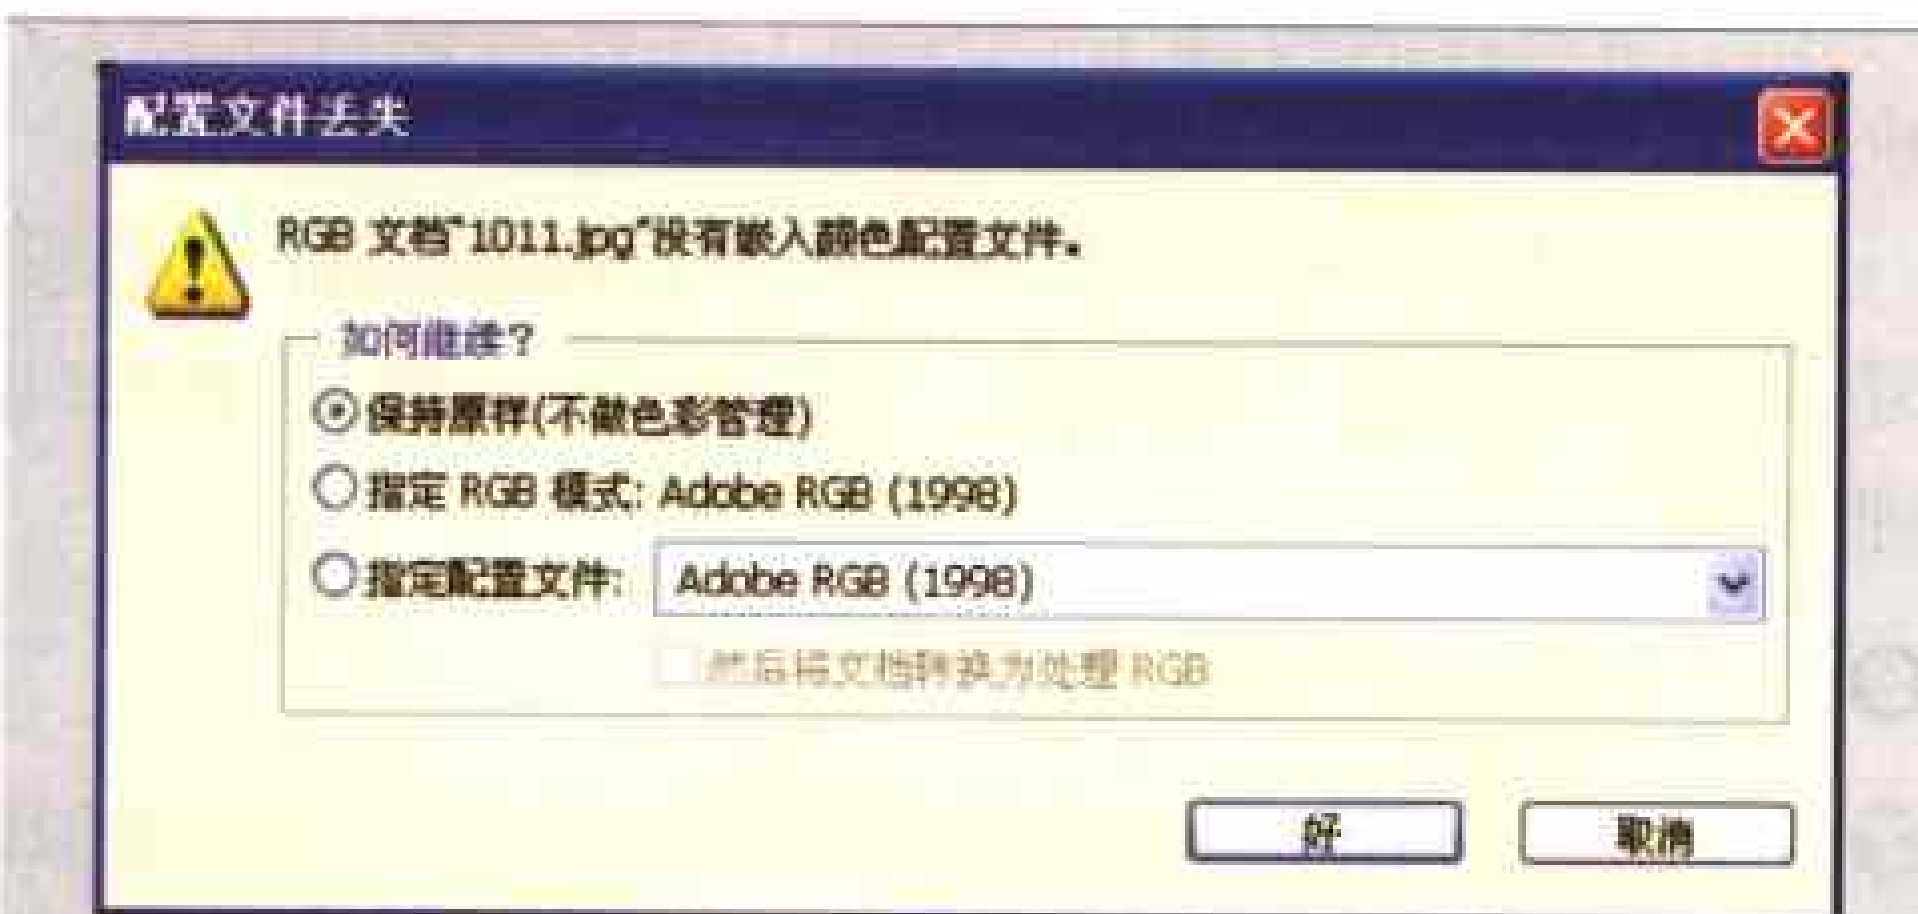 配置文件丢失
RGB 文档"1011.jpg"没有嵌入颜色配置文件。
如何继续?
保持原样(不做色彩管理)
指定 RGB 模式: Adobe RGB (1998)
指定配置文件: Adobe RGB (1998)
然后将文档转换为处理 RGB
好
取消